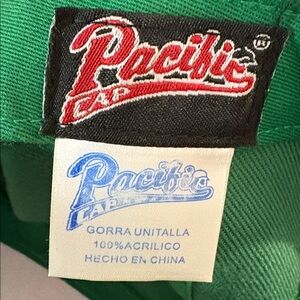 Pacific®
CAP
Pacific
CAP
GORRA UNITALLA
100% ACRILICO
HECHO EN CHINA